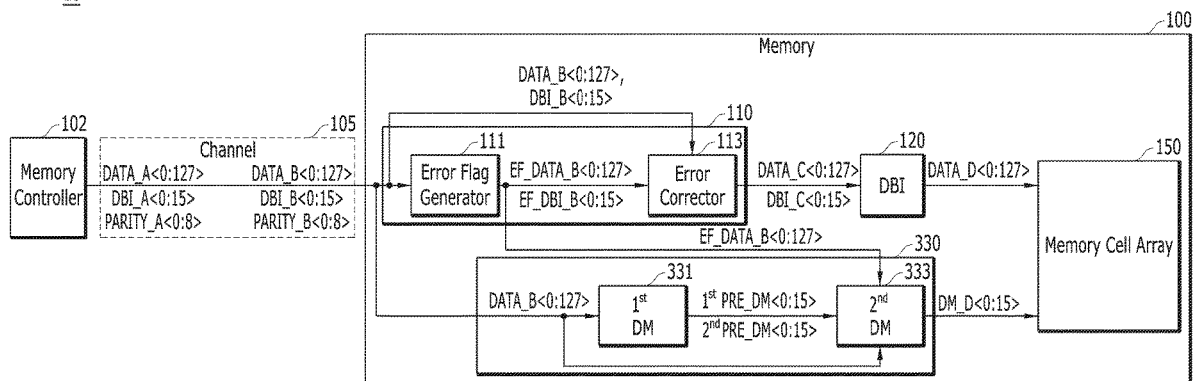 100
Memory
DATA_B<0:127>,
DBI_B<0:15>
102
105
110
Memory
Controller
Channel
DATA_A<0:127>
DBI_A<0:15>
PARITY_A<0:8>
DATA_B<0:127>
DBI_B<0:15>
PARITY_B<0:8>
111
Error Flag
Generator
EF_DATA_B<0:127>
EF_DBI_B<0:15>
113
Error
Corrector
DATA_C<0:127>
DBI_C<0:15>
120
DBI
DATA_D<0:127>
150
Memory Cell Array
EF_DATA_B<0:127>
330
DATA_B<0:127>
331
1st
DM
1st PRE_DM<0:15>
2nd PRE_DM<0:15>
333
2nd
DM
DM_D<0:15>